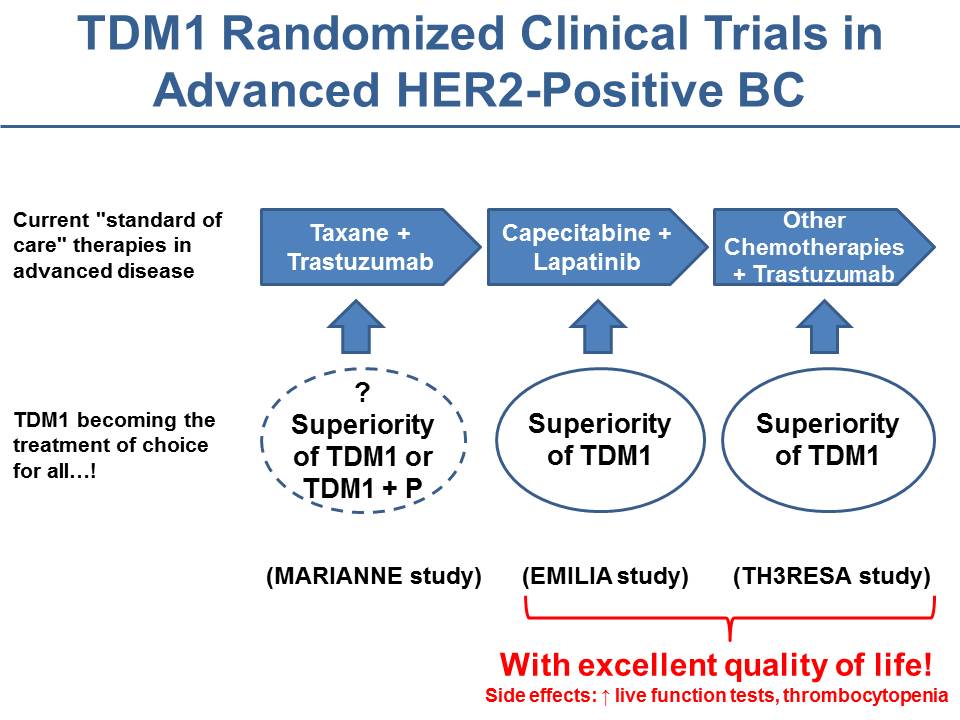 TDM1 Randomized Clinical Trials in
Advanced HER2-Positive BC
Current "standard of
care" therapies in
advanced disease
Taxane +
Trastuzumab
Capecitabine +
Lapatinib
Other
Chemotherapies
+ Trastuzumab
TDM1 becoming the
treatment of choice
for all…!
?
Superiority
of TDM1 or
TDM1 + P
Superiority
of TDM1
Superiority
of TDM1
(MARIANNE study)
(EMILIA study)
(TH3RESA study)
With excellent quality of life!
Side effects: ↑ live function tests, thrombocytopenia